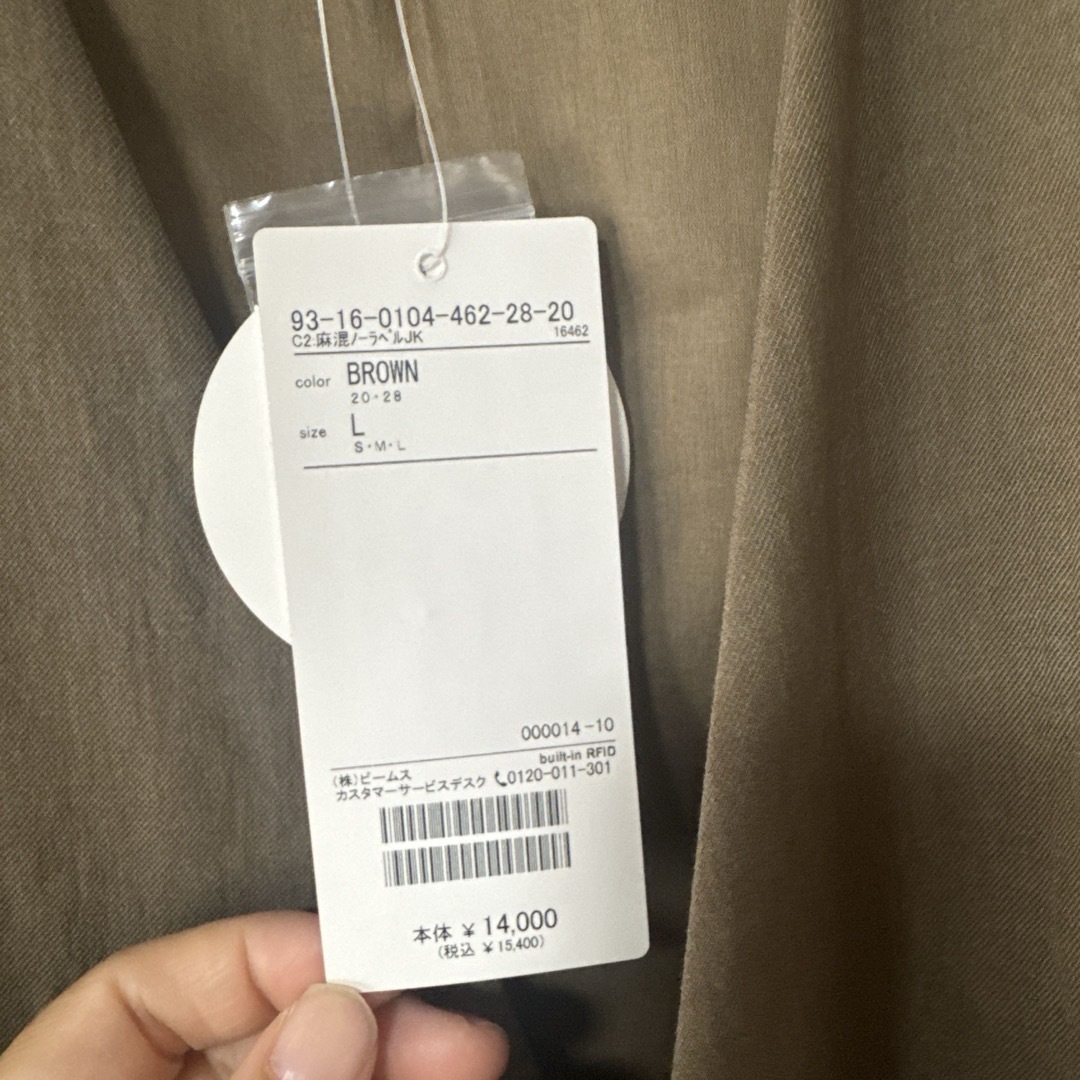 93-16-0104-462-28-20
C2.麻混ﾉｰﾗﾍﾟﾙJK 16462
color BROWN
20・28
size L
S・M・L
000014-10
built-in RFID
(株)ビームス
カスタマーサービスデスク 0120-011-301
本体 ¥14,000
(税込 ¥15,400)